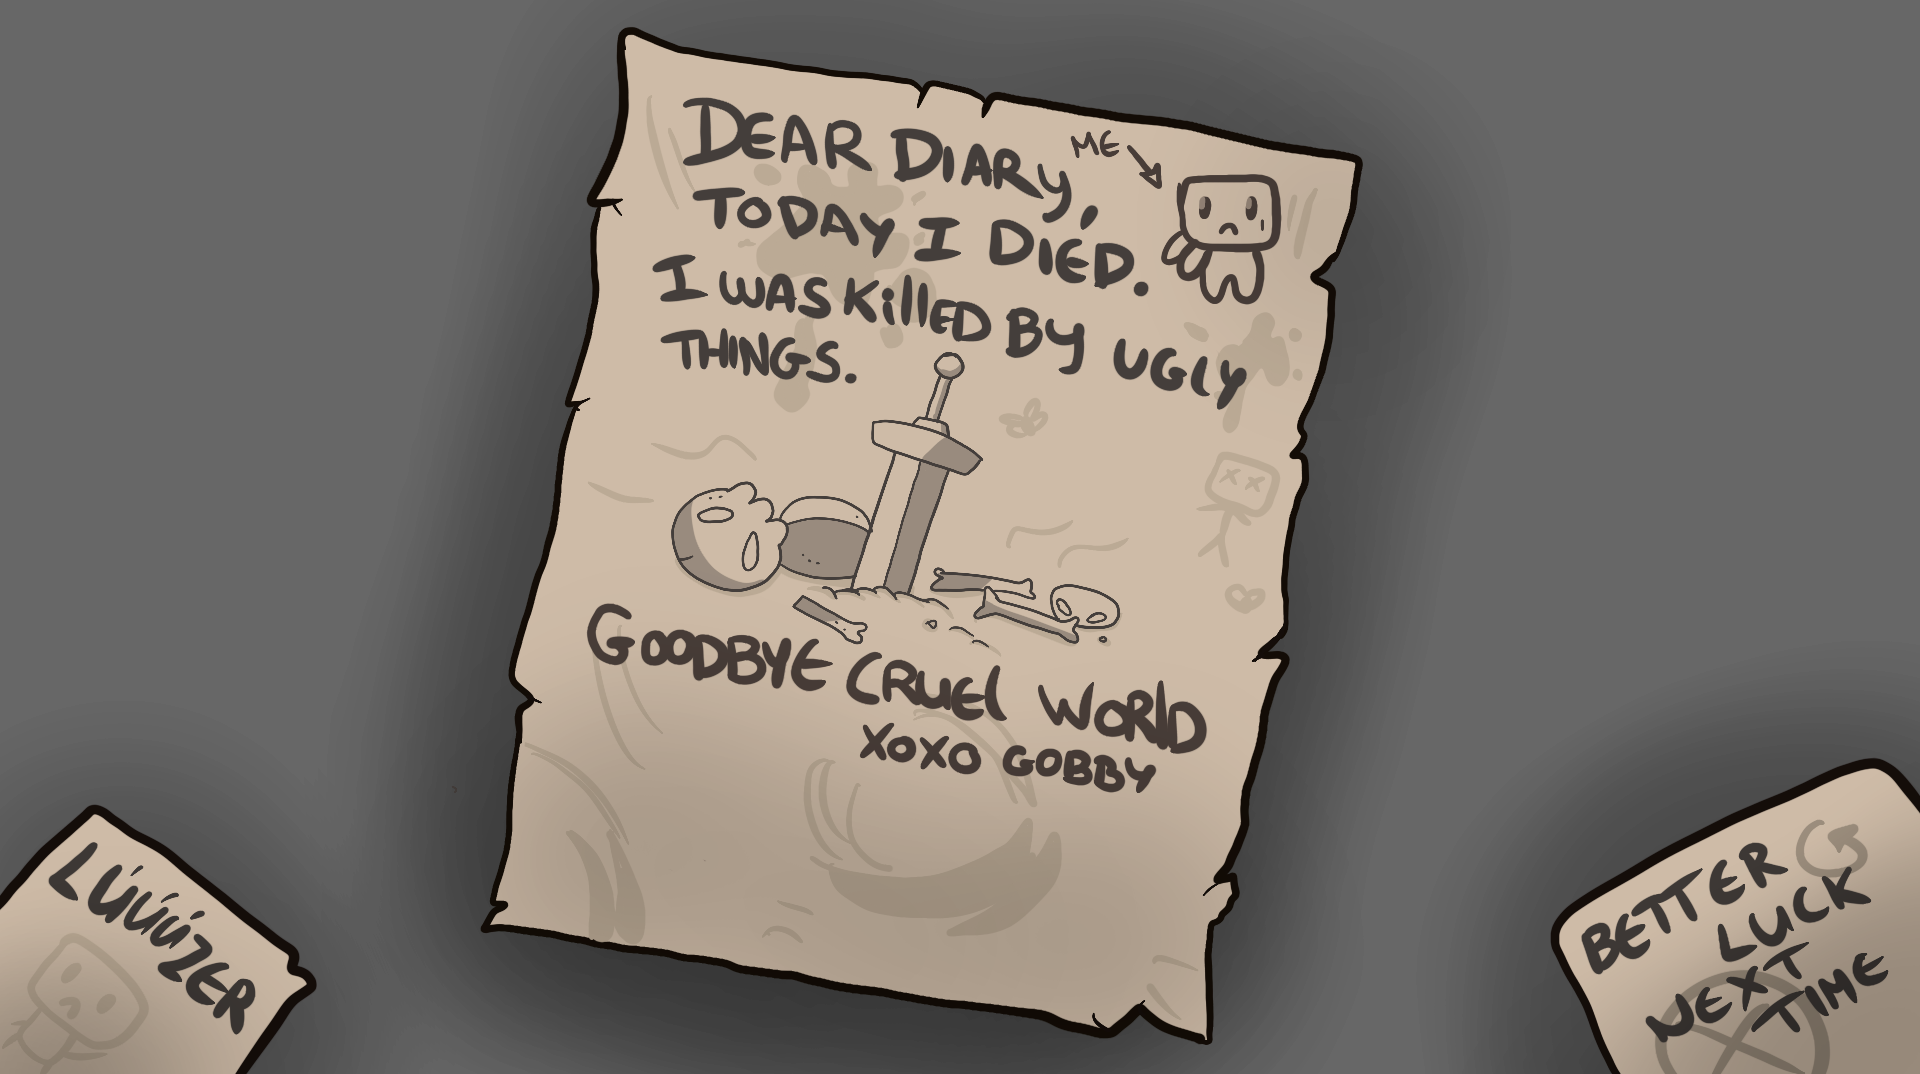 DEAR DIARY,
ME
TODAY I DIED.
I WAS KillED BY UGLY
THINGS.
GOODBYE CRUEl WORlD
XOXO GOBBY
LÚÚÚÚZER
BETTER
LUCK
NEXT
TIME